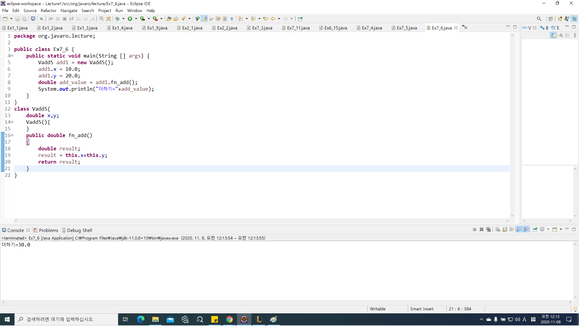 eclipse-workspace - Lecture1/src/org/javaro/lecture/Ex7_6.java - Eclipse IDE
File Edit Source Refactor Navigate Search Project Run Window Help
Ex1_1.java Ex1_2.java Ex1_3.java Ex1_4.java Ex1_9.java Ex2_1.java Ex2_2.java Ex7_3.java Ex7_11.java Ex6_15.java Ex7_4.java Ex7_5.java Ex7_6.java
1 package org.javaro.lecture;
2
3 public class Ex7_6 {
4 public static void main(String [] args) {
5 Vadd5 add1 = new Vadd5();
6 add1.x = 10.0;
7 add1.y = 20.0;
8 double add_value = add1.fn_add();
9 System.out.println("더하기="+add_value);
10 }
11 }
12 class Vadd5{
13 double x,y;
14 Vadd5(){
15 }
16 public double fn_add()
17 {
18 double result;
19 result = this.x+this.y;
20 return result;
21 }
22 }
Console Problems Debug Shell
<terminated> Ex7_6 [Java Application] C:₩Program Files₩Java₩jdk-11.0.8+10₩bin₩javaw.exe (2020. 11. 8. 오전 12:13:54 – 오전 12:13:55)
더하기=30.0
Writable Smart Insert 21 : 6 : 384
검색하려면 여기에 입력하십시오.
오전 12:13
2020-11-08